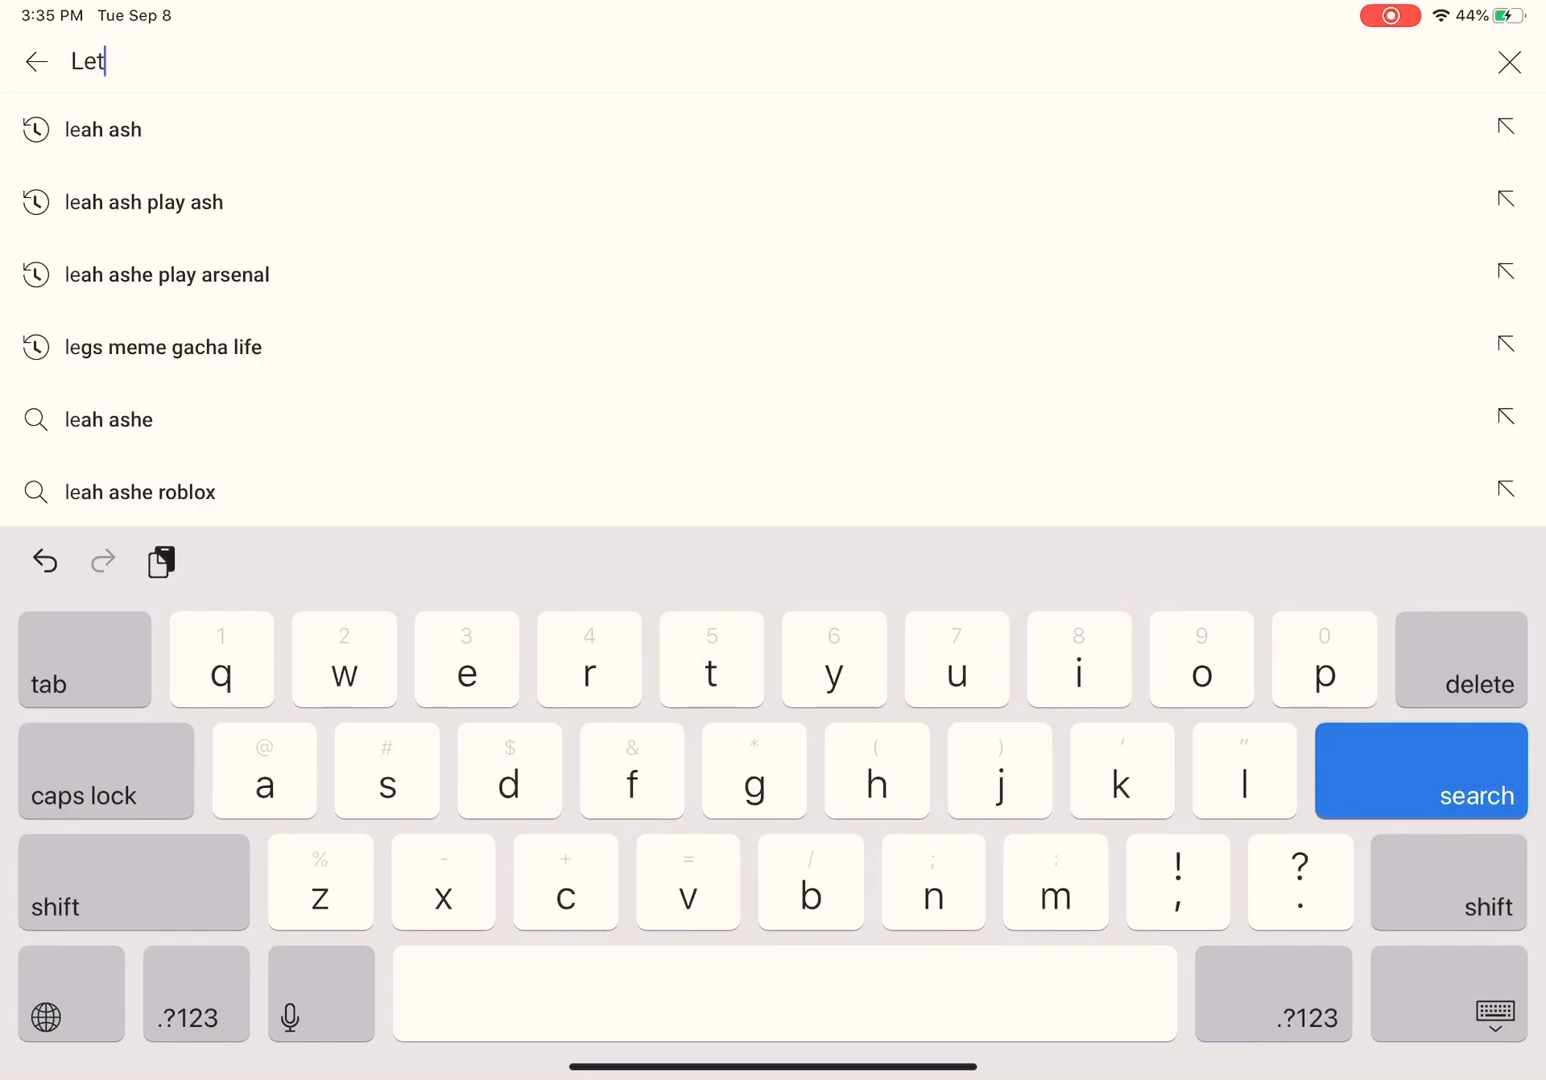 3:35 PM Tue Sep 8
44%
Let
leah ash
leah ash play ash
leah ashe play arsenal
legs meme gacha life
leah ashe
leah ashe roblox
tab 1 q 2 w 3 e 4 r 5 t 6 y 7 u 8 i 9 o 0 p delete
caps lock @ a # s $ d & f * g ( h ) j ' k " l search
shift % z - x + c = v / b ; n : m ! , ? . shift
.?123 .?123